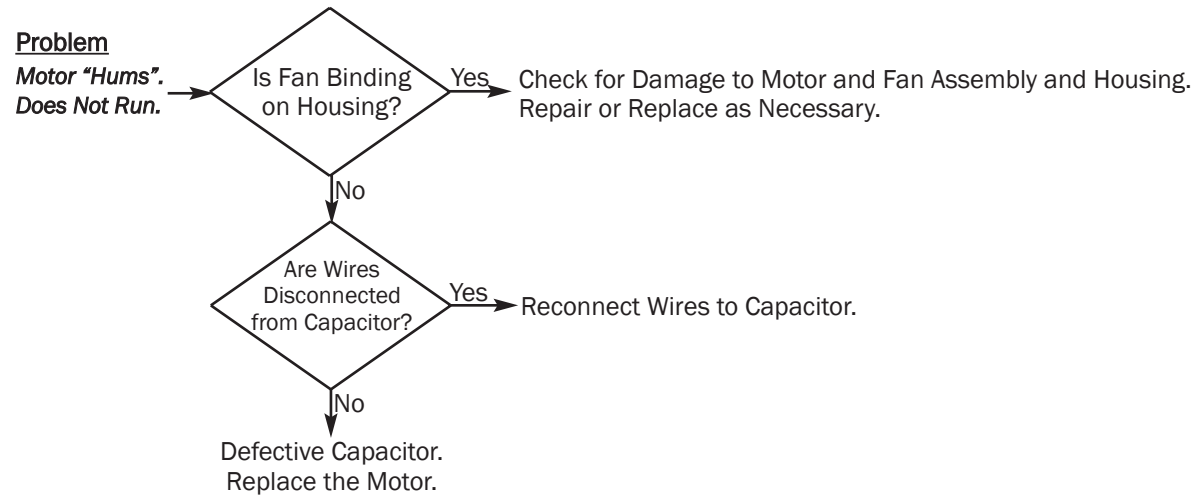 Problem
Motor “Hums”.
Does Not Run.
Is Fan Binding
on Housing?
Yes
Check for Damage to Motor and Fan Assembly and Housing.
Repair or Replace as Necessary.
No
Are Wires
Disconnected
from Capacitor?
Yes
Reconnect Wires to Capacitor.
No
Defective Capacitor.
Replace the Motor.